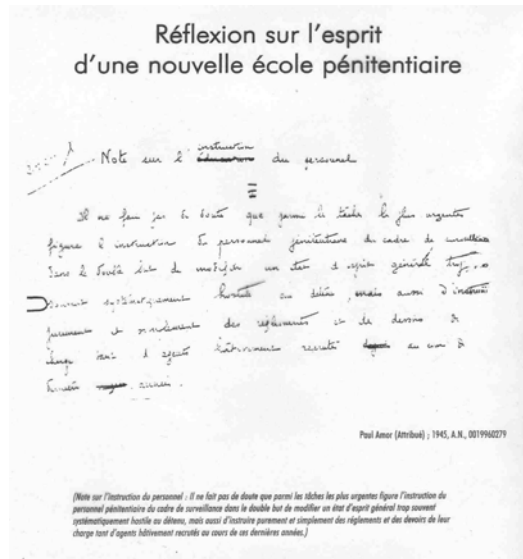 Réflexion sur l'esprit
d'une nouvelle école pénitentiaire
instruction
Note sur l' éducation du personnel
Il ne fait pas de doute que parmi les tâches les plus urgentes
figure l'instruction du personnel pénitentiaire du cadre de surveillance
dans le double but de modifier un état d'esprit général trop
souvent systématiquement hostile au détenu, mais aussi d'instruire
purement et simplement des règlements et des devoirs de
charge tant d'agents hâtivement recrutés au cours de
années.
Paul Amor (Attribué) ; 1945, A.N., 0019960279
(Note sur l'instruction du personnel : Il ne fait pas de doute que parmi les tâches les plus urgentes figure l'instruction du
personnel pénitentiaire du cadre de surveillance dans le double but de modifier un état d'esprit général trop souvent
systématiquement hostile au détenu, mais aussi d'instruire purement et simplement des règlements et des devoirs de leur
charge tant d'agents hâtivement recrutés au cours de ces dernières années.)